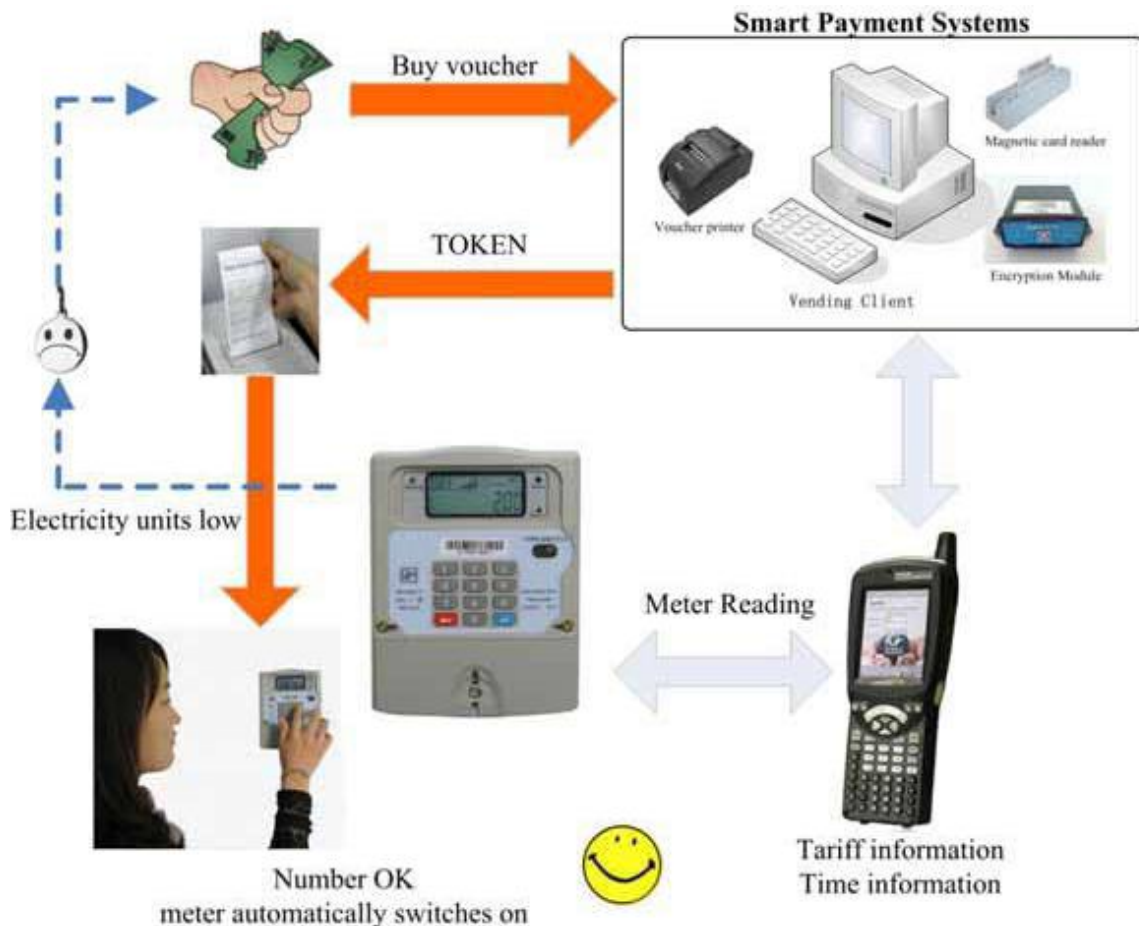 Smart Payment Systems
Buy voucher
Magnetic card reader
Voucher printer
TOKEN
Encryption Module
Vending Client
200
Electricity units low
Meter Reading
Number OK
meter automatically switches on
Tariff information
Time information